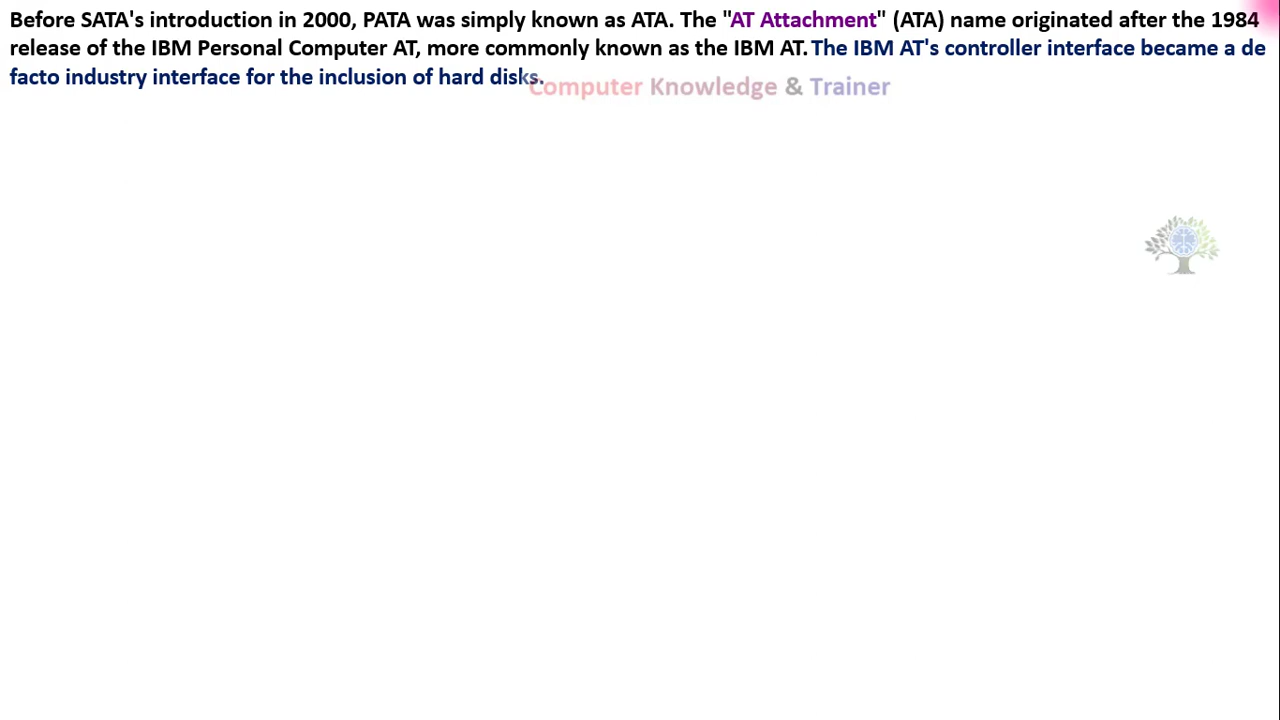 Before SATA's introduction in 2000, PATA was simply known as ATA. The "AT Attachment" (ATA) name originated after the 1984
release of the IBM Personal Computer AT, more commonly known as the IBM AT. The IBM AT's controller interface became a de
facto industry interface for the inclusion of hard disks.
Computer Knowledge & Trainer